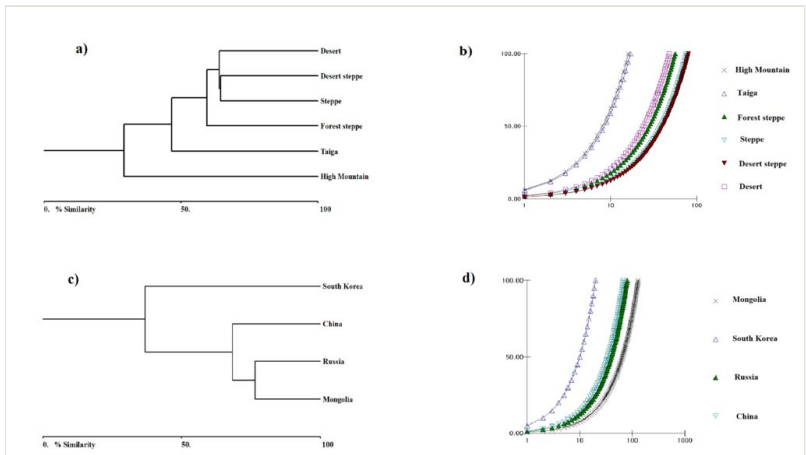 a)
Desert
Desert steppe
Steppe
Forest steppe
Taiga
High Mountain
0. % Similarity 50. 100
b)
100.00
50.00
0.00
1 10 100
High Mountain
Taiga
Forest steppe
Steppe
Desert steppe
Desert
c)
South Korea
China
Russia
Mongolia
0. % Similarity 50. 100
d)
100.00
50.00
0.00
1 10 100 1000
Mongolia
South Korea
Russia
China